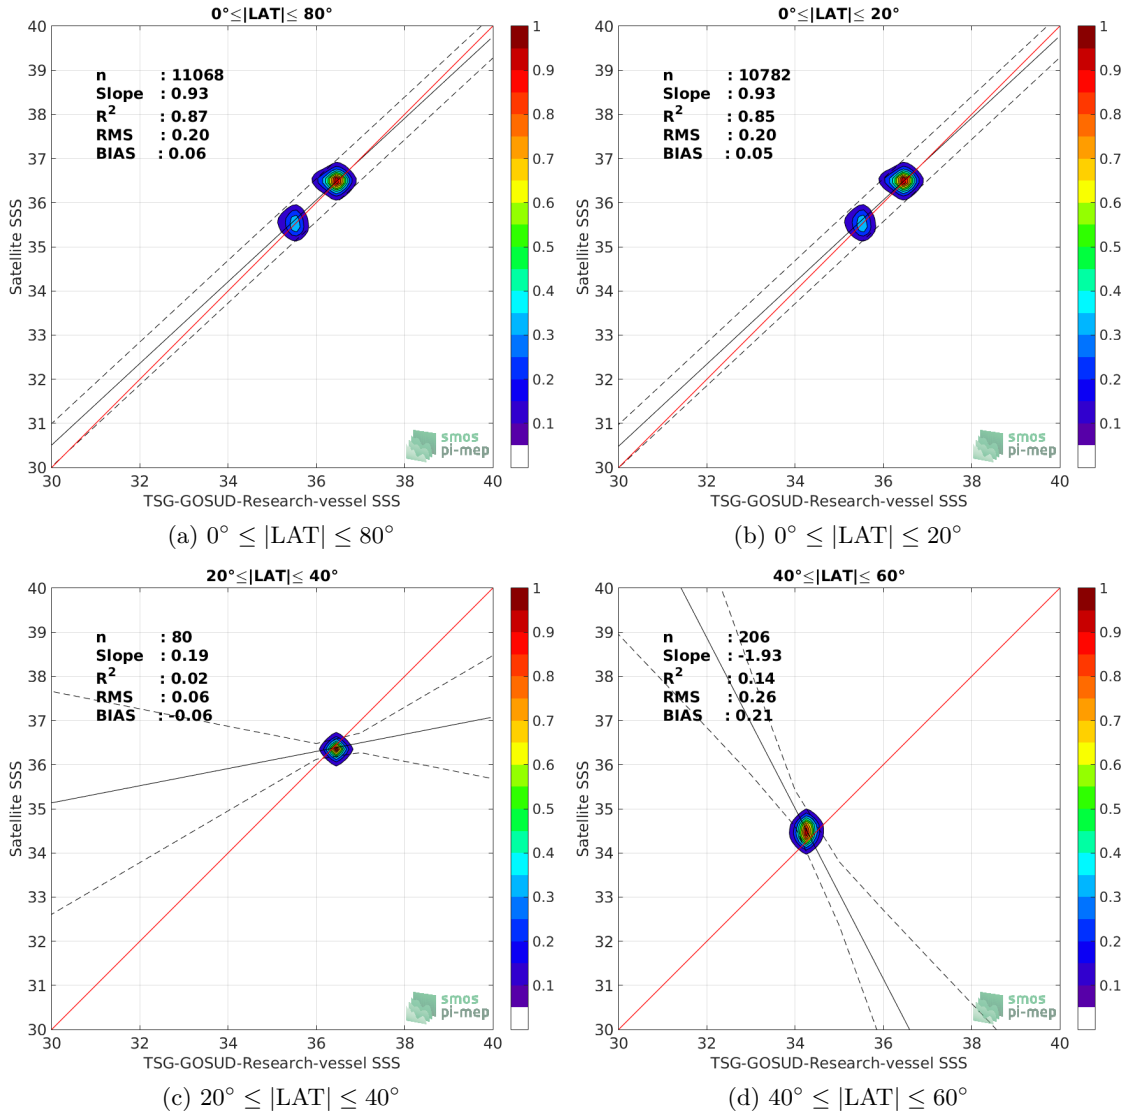 0°≤|LAT|≤ 80°
n : 11068
Slope : 0.93
R² : 0.87
RMS : 0.20
BIAS : 0.06
40
39
38
37
36
35
34
33
32
31
30
30 32 34 36 38 40
Satellite SSS
TSG-GOSUD-Research-vessel SSS
1
0.9
0.8
0.7
0.6
0.5
0.4
0.3
0.2
0.1
smos
pi-mep
(a) 0° ≤ |LAT| ≤ 80°
0°≤|LAT|≤ 20°
n : 10782
Slope : 0.93
R² : 0.85
RMS : 0.20
BIAS : 0.05
40
39
38
37
36
35
34
33
32
31
30
30 32 34 36 38 40
Satellite SSS
TSG-GOSUD-Research-vessel SSS
1
0.9
0.8
0.7
0.6
0.5
0.4
0.3
0.2
0.1
smos
pi-mep
(b) 0° ≤ |LAT| ≤ 20°
20°≤|LAT|≤ 40°
n : 80
Slope : 0.19
R² : 0.02
RMS : 0.06
BIAS : -0.06
40
39
38
37
36
35
34
33
32
31
30
30 32 34 36 38 40
Satellite SSS
TSG-GOSUD-Research-vessel SSS
1
0.9
0.8
0.7
0.6
0.5
0.4
0.3
0.2
0.1
smos
pi-mep
(c) 20° ≤ |LAT| ≤ 40°
40°≤|LAT|≤ 60°
n : 206
Slope : -1.93
R² : 0.14
RMS : 0.26
BIAS : 0.21
40
39
38
37
36
35
34
33
32
31
30
30 32 34 36 38 40
Satellite SSS
TSG-GOSUD-Research-vessel SSS
1
0.9
0.8
0.7
0.6
0.5
0.4
0.3
0.2
0.1
smos
pi-mep
(d) 40° ≤ |LAT| ≤ 60°